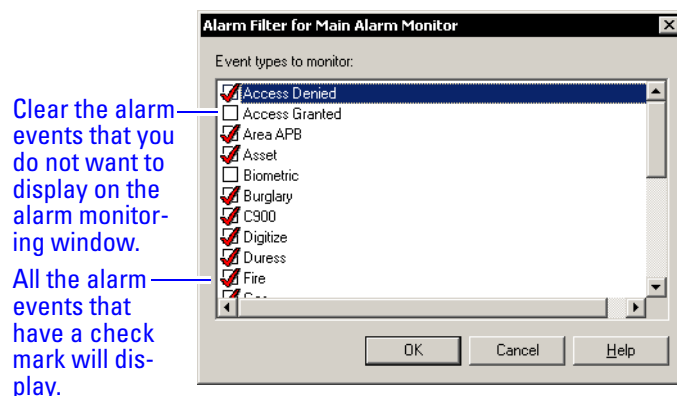 Alarm Filter for Main Alarm Monitor
Event types to monitor:
Access Denied
Access Granted
Area APB
Asset
Biometric
Burglary
C900
Digitize
Duress
Fire
OK
Cancel
Help
Clear the alarm
events that you
do not want to
display on the
alarm monitor-
ing window.
All the alarm
events that
have a check
mark will dis-
play.